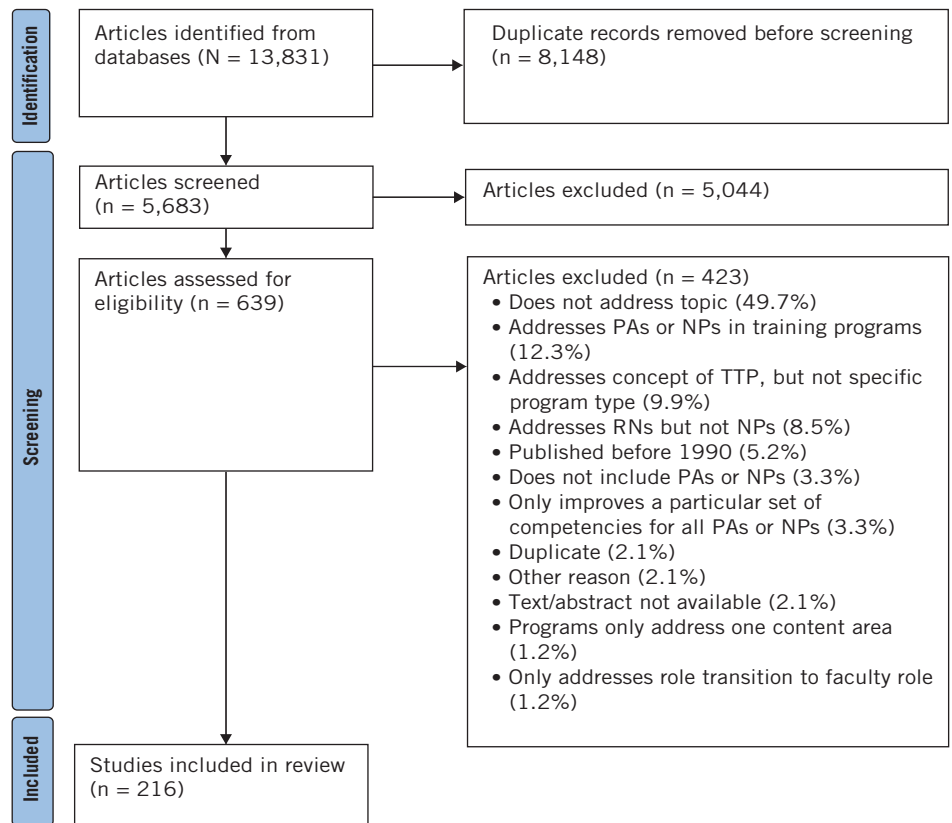 Identification
Articles identified from
databases (N = 13,831)
Duplicate records removed before screening
(n = 8,148)
Screening
Articles screened
(n = 5,683)
Articles excluded (n = 5,044)
Articles assessed for
eligibility (n = 639)
Articles excluded (n = 423)
• Does not address topic (49.7%)
• Addresses PAs or NPs in training programs
(12.3%)
• Addresses concept of TTP, but not specific
program type (9.9%)
• Addresses RNs but not NPs (8.5%)
• Published before 1990 (5.2%)
• Does not include PAs or NPs (3.3%)
• Only improves a particular set of
competencies for all PAs or NPs (3.3%)
• Duplicate (2.1%)
• Other reason (2.1%)
• Text/abstract not available (2.1%)
• Programs only address one content area
(1.2%)
• Only addresses role transition to faculty role
(1.2%)
Included
Studies included in review
(n = 216)